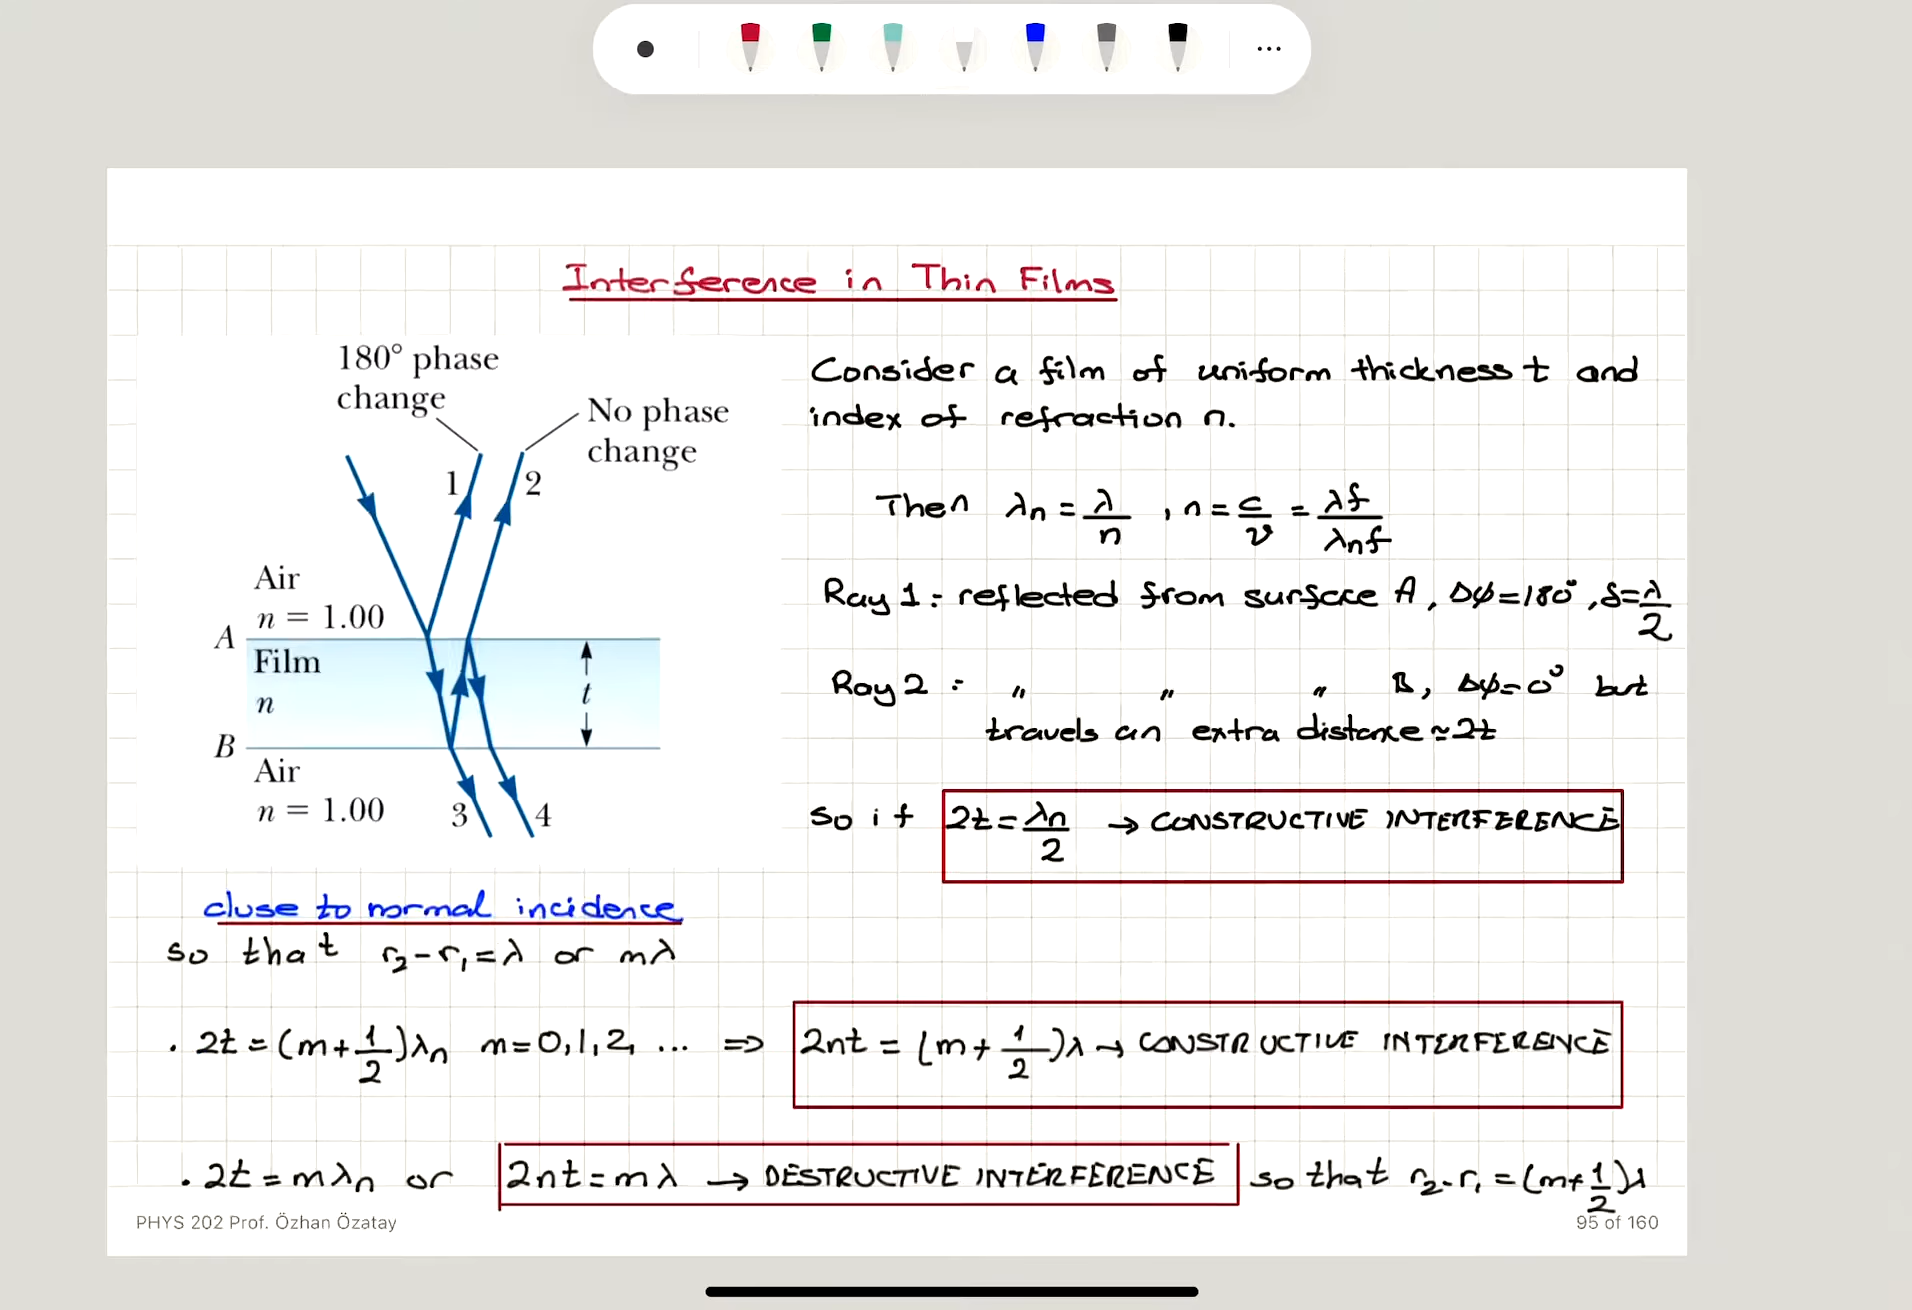 Interference in Thin Films
180° phase
change
No phase
change
1
2
Air
n = 1.00
A
Film
n
t
B
Air
n = 1.00
3
4
Consider a film of uniform thickness t and
index of refraction n.
Then λn = λ/n , n = c/v = λf/λnf
Ray 1 : reflected from surface A, Δφ=180°, δ=λ/2
Ray 2 : " " " B, Δφ=0° but
travels an extra distance ≈ 2t
so if 2t = λn/2 → CONSTRUCTIVE INTERFERENCE
close to normal incidence
so that r₂-r₁=λ or mλ
. 2t = (m+1/2)λn m=0,1,2, ... ⇒ 2nt = (m+1/2)λ → CONSTRUCTIVE INTERFERENCE
. 2t = mλn or 2nt=mλ → DESTRUCTIVE INTERFERENCE so that r₂-r₁=(m+1/2)λ
PHYS 202 Prof. Özhan Özatay
95 of 160